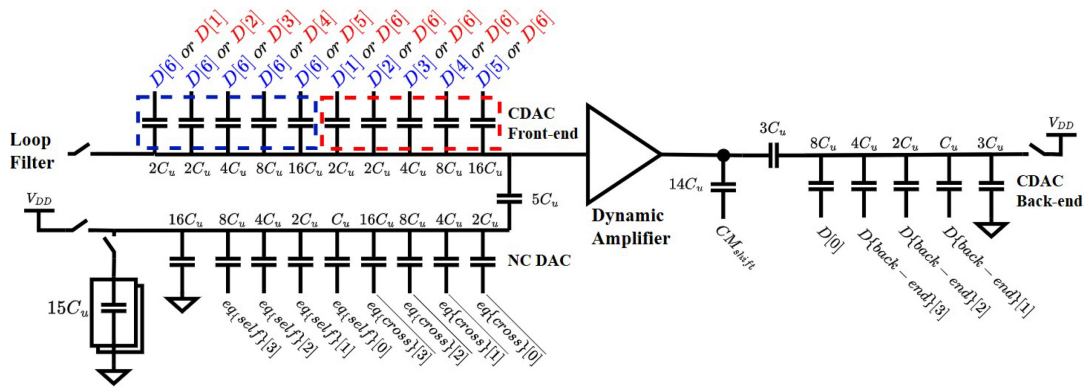 D[6] or D[1]
D[6] or D[2]
D[6] or D[3]
D[6] or D[4]
D[6] or D[5]
D[1] or D[6]
D[2] or D[6]
D[3] or D[6]
D[4] or D[6]
D[5] or D[6]
CDAC
Front-end
Loop
Filter
2C_u
2C_u
4C_u
8C_u
16C_u
2C_u
2C_u
4C_u
8C_u
16C_u
5C_u
Dynamic
Amplifier
14C_u
CM_shift
3C_u
8C_u
4C_u
2C_u
C_u
3C_u
V_DD
CDAC
Back-end
D[0]
D{back-end}[3]
D{back-end}[2]
D{back-end}[1]
V_DD
16C_u
8C_u
4C_u
2C_u
C_u
16C_u
8C_u
4C_u
2C_u
NC DAC
15C_u
eq{self}[3]
eq{self}[2]
eq{self}[1]
eq{self}[0]
eq{cross}[3]
eq{cross}[2]
eq{cross}[1]
eq{cross}[0]